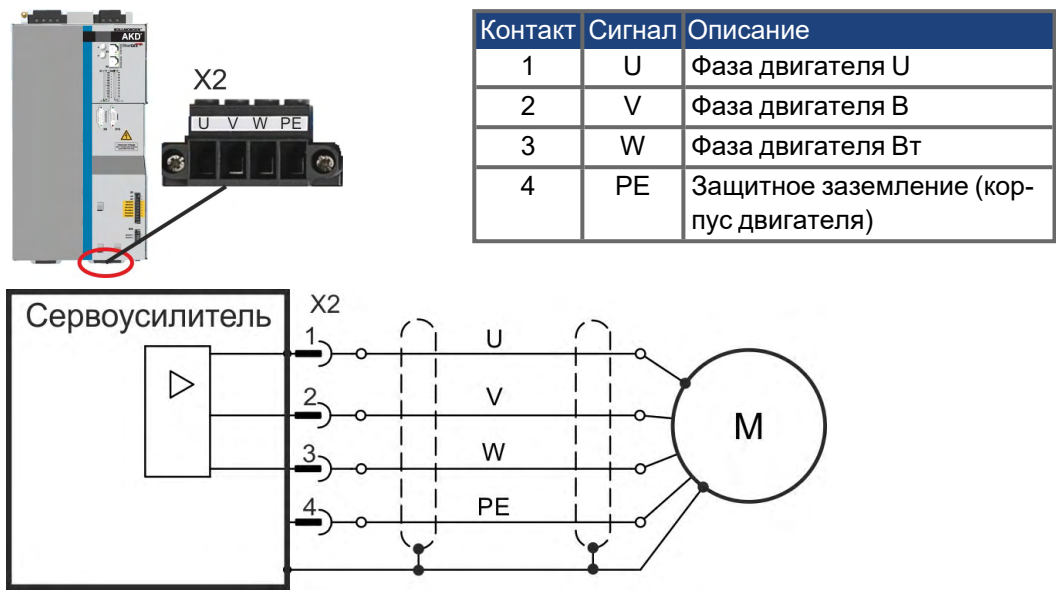 AKD
X2
U V W PE
Контакт Сигнал Описание
1 U Фаза двигателя U
2 V Фаза двигателя В
3 W Фаза двигателя Вт
4 PE Защитное заземление (кор-
пус двигателя)
Сервоусилитель
X2
1 U
2 V
3 W
4 PE
M